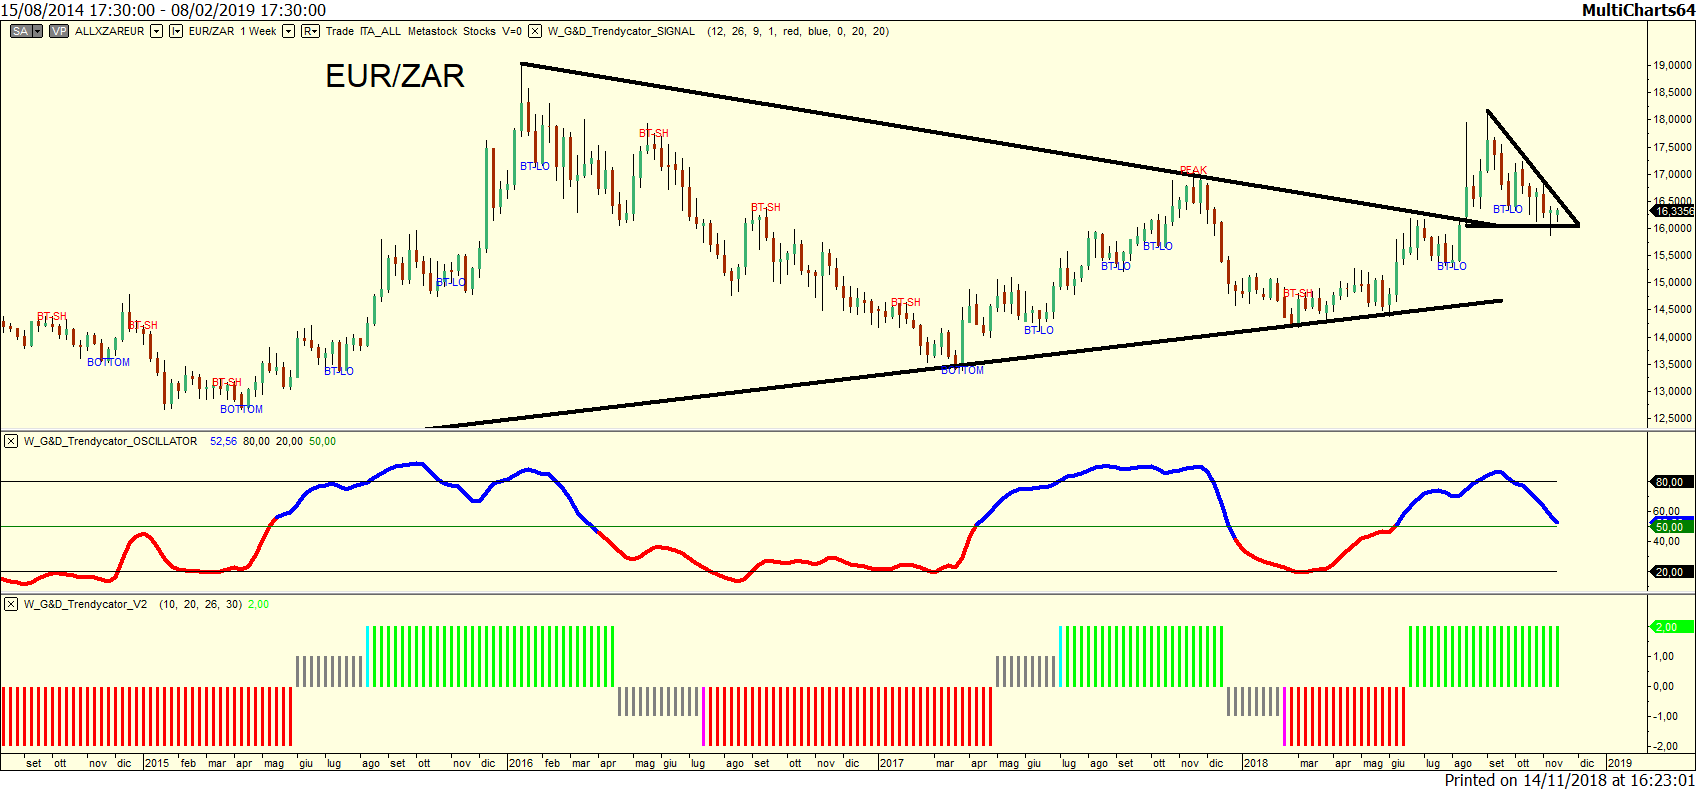 15/08/2014 17:30:00 - 08/02/2019 17:30:00
MultiCharts64
SA VP ALLXZAREUR EUR/ZAR 1 Week R Trade ITA_ALL Metastock Stocks V=0 W_G&D_Trendycator_SIGNAL (12, 26, 9, 1, red, blue, 0, 20, 20)
EUR/ZAR
19,0000
18,5000
18,0000
17,5000
17,0000
16,5000
16,3356
16,0000
15,5000
15,0000
14,5000
14,0000
13,5000
13,0000
12,5000
BT-SH
BOTTOM
BT-SH
BT-SH
BOTTOM
BT-LO
BT-LO
BT-LO
BT-SH
BT-SH
BT-SH
BOTTOM
BT-LO
BT-LO
BT-LO
PEAK
BT-SH
BT-LO
BT-LO
W_G&D_Trendycator_OSCILLATOR 52,56 80,00 20,00 50,00
80,00
60,00
50,00
40,00
20,00
W_G&D_Trendycator_V2 (10, 20, 26, 30) 2,00
2,00
1,00
0,00
-1,00
-2,00
set ott nov dic 2015 feb mar apr mag giu lug ago set ott nov dic 2016 feb mar apr mag giu lug ago set ott nov dic 2017 mar apr mag giu lug ago set ott nov dic 2018 mar apr mag giu lug ago set ott nov dic 2019
Printed on 14/11/2018 at 16:23:01